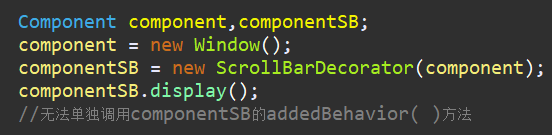 Component component,componentSB;
component = new Window();
componentSB = new ScrollBarDecorator(component);
componentSB.display();
//无法单独调用componentSB的addedBehavior( )方法